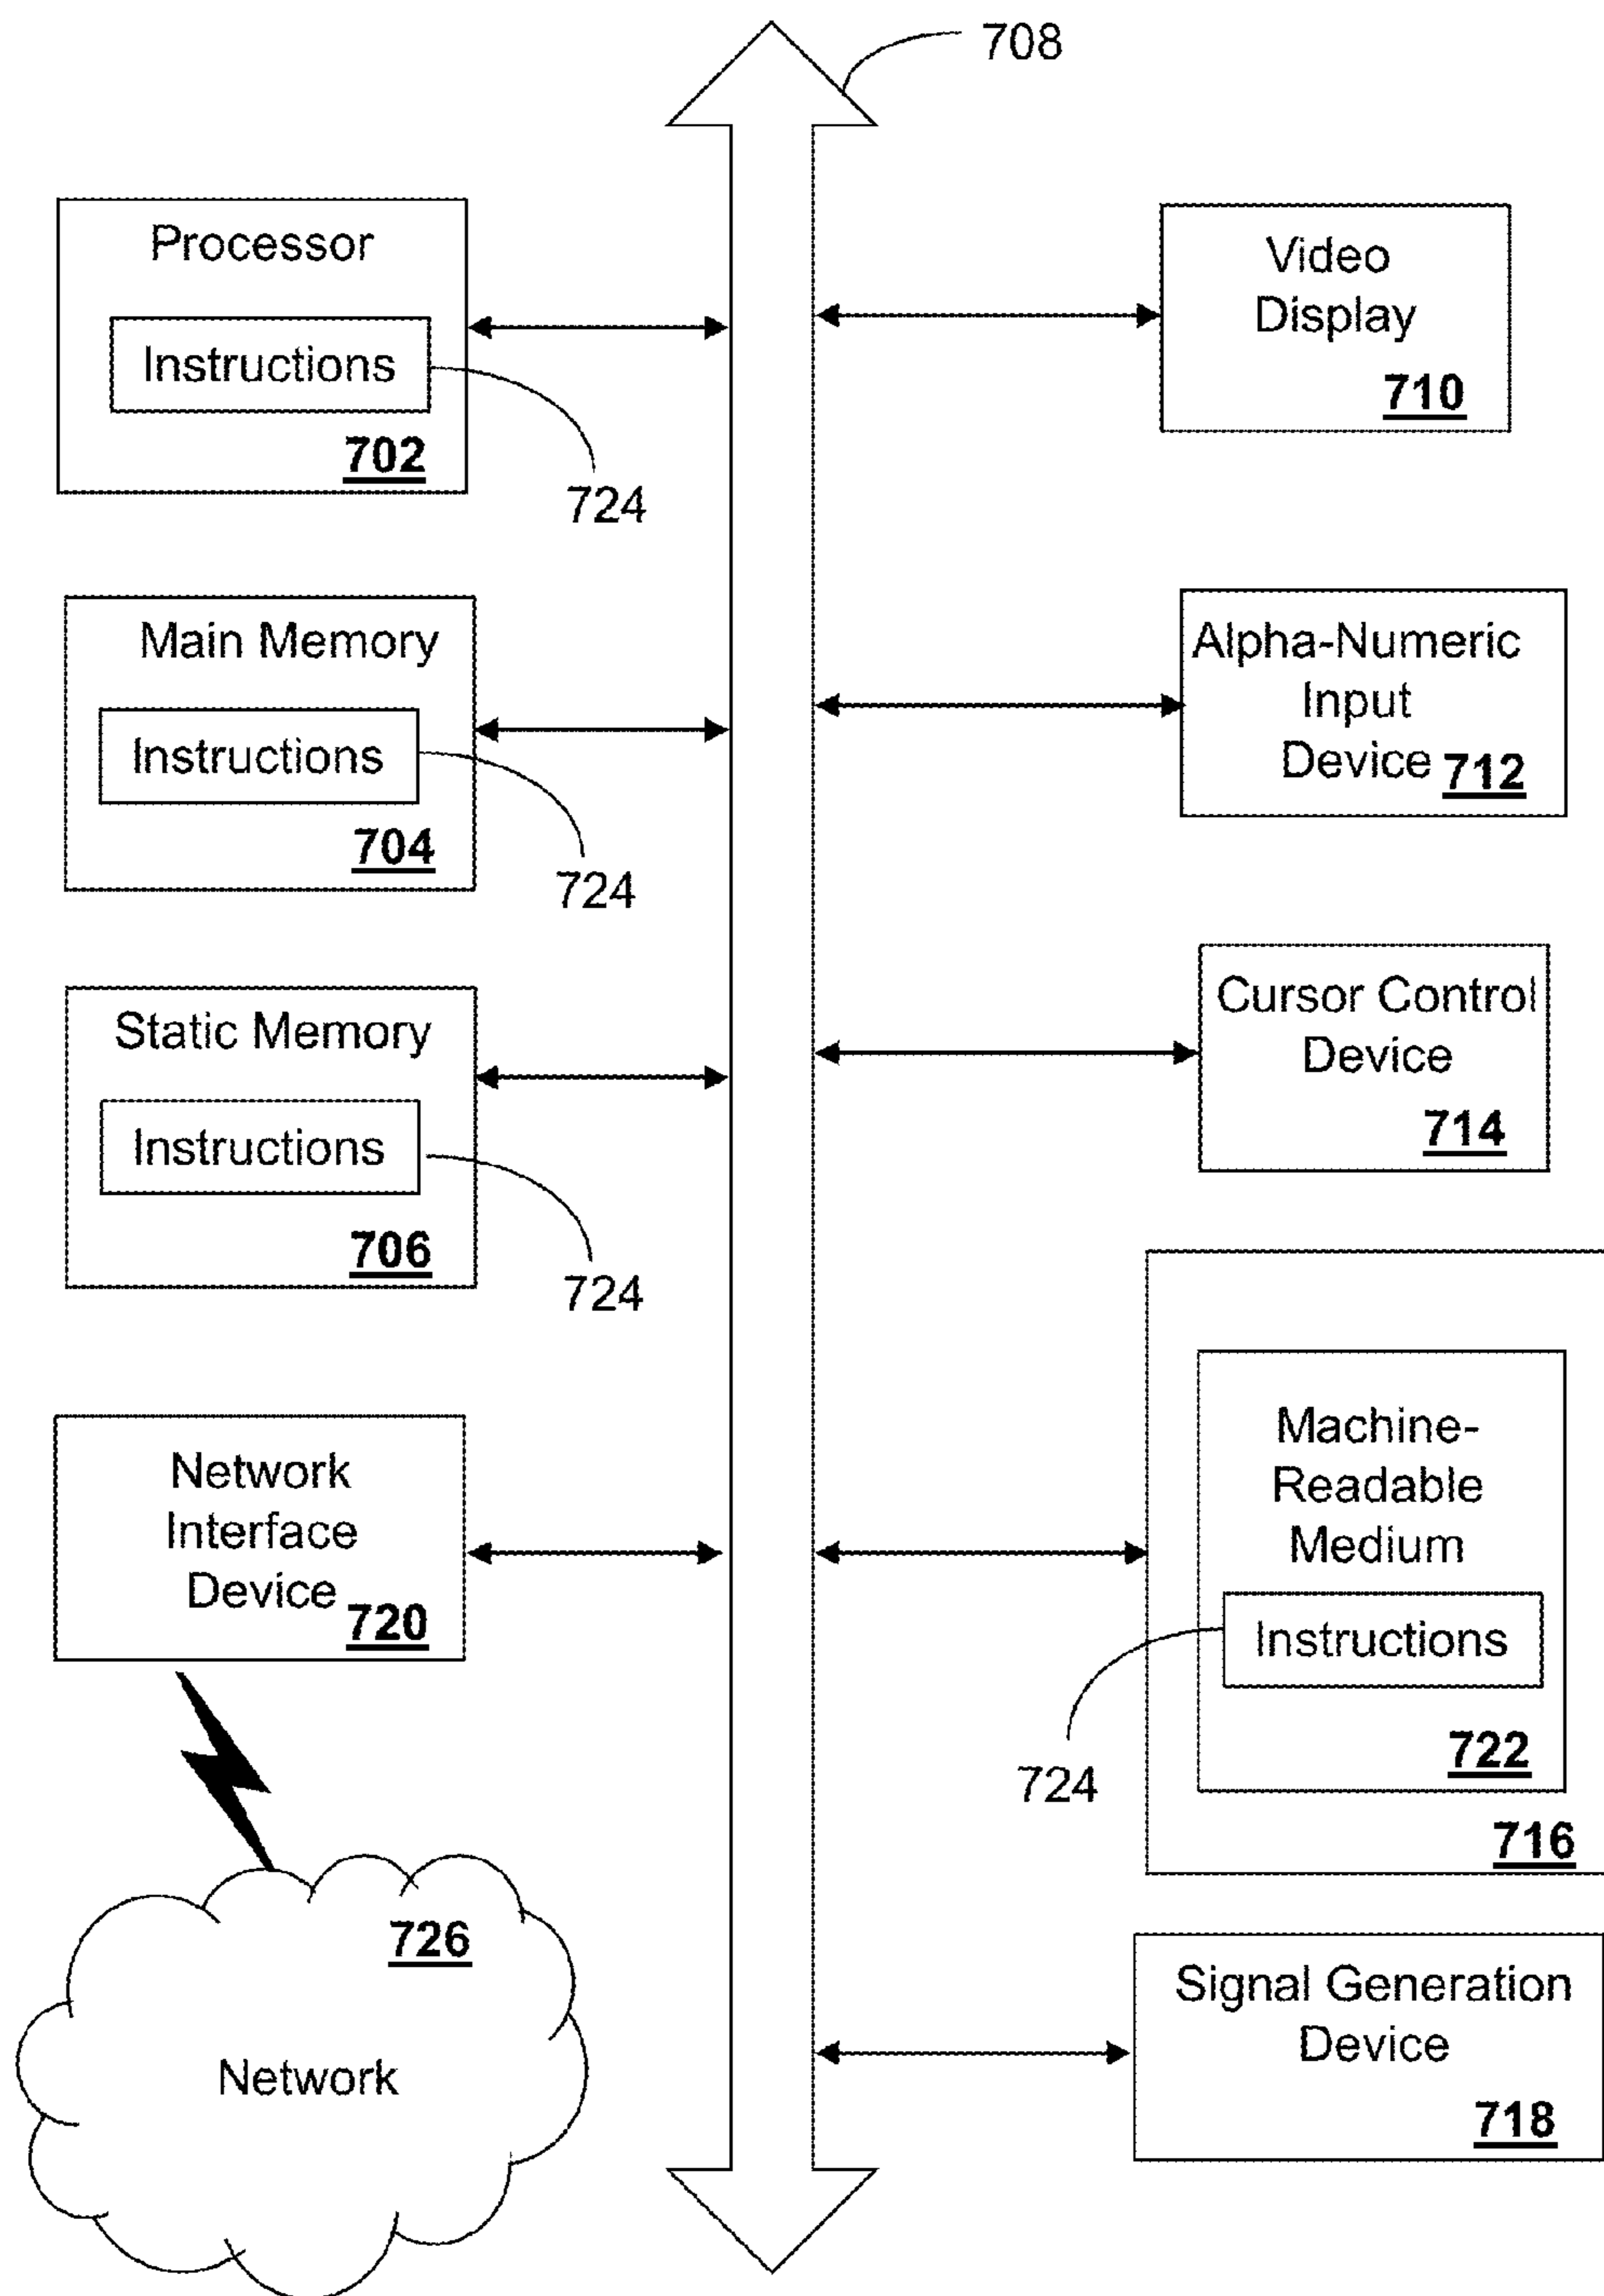 708
Processor
Instructions
702
724
Main Memory
Instructions
704
724
Static Memory
Instructions
706
724
Network
Interface
Device
720
726
Network
Video
Display
710
Alpha-Numeric
Input
Device 712
Cursor Control
Device
714
Machine-
Readable
Medium
Instructions
724
722
716
Signal Generation
Device
718